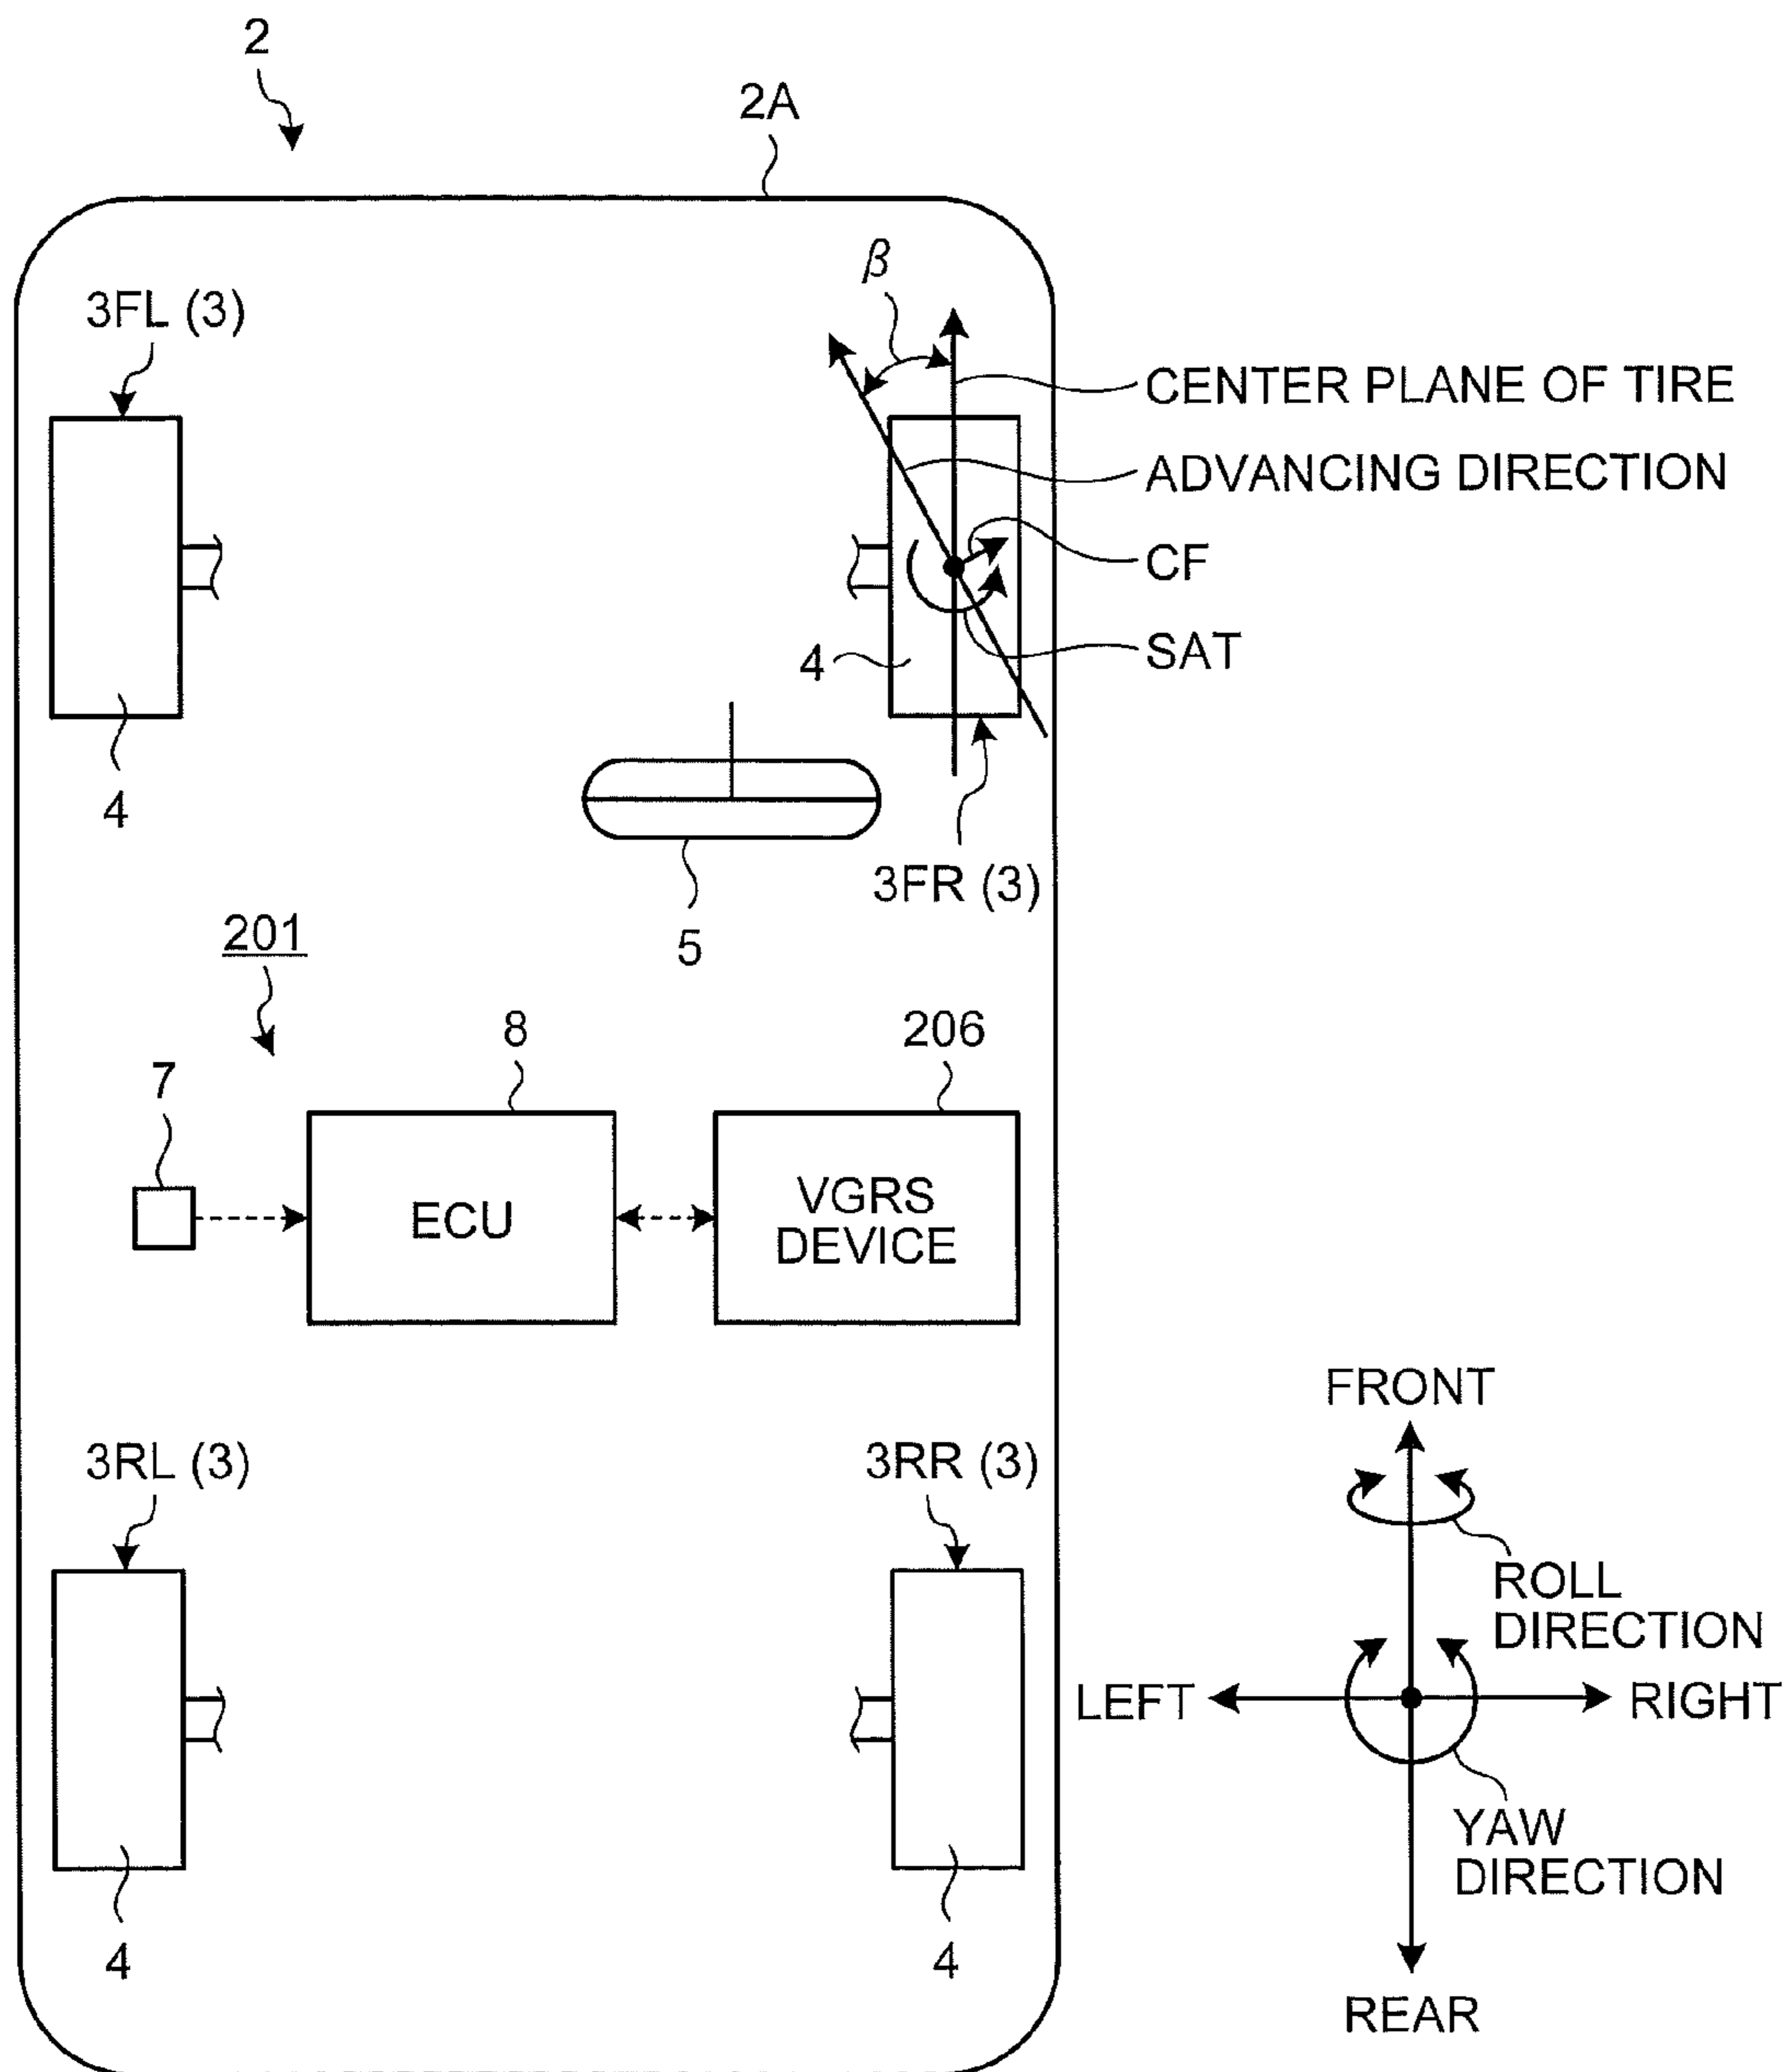 2
2A
β
3FL (3)
CENTER PLANE OF TIRE
ADVANCING DIRECTION
CF
SAT
4
4
3FR (3)
5
201
8
206
7
ECU
VGRS
DEVICE
FRONT
3RL (3)
3RR (3)
ROLL
DIRECTION
LEFT
RIGHT
YAW
DIRECTION
4
4
REAR